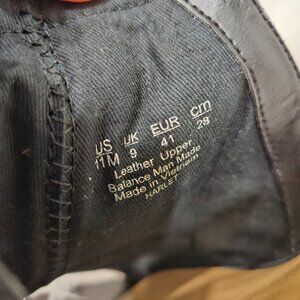 US UK EUR cm
11M 9 41 28
Leather Upper
Balance Man Made
Made in Vietnam
HARLEY